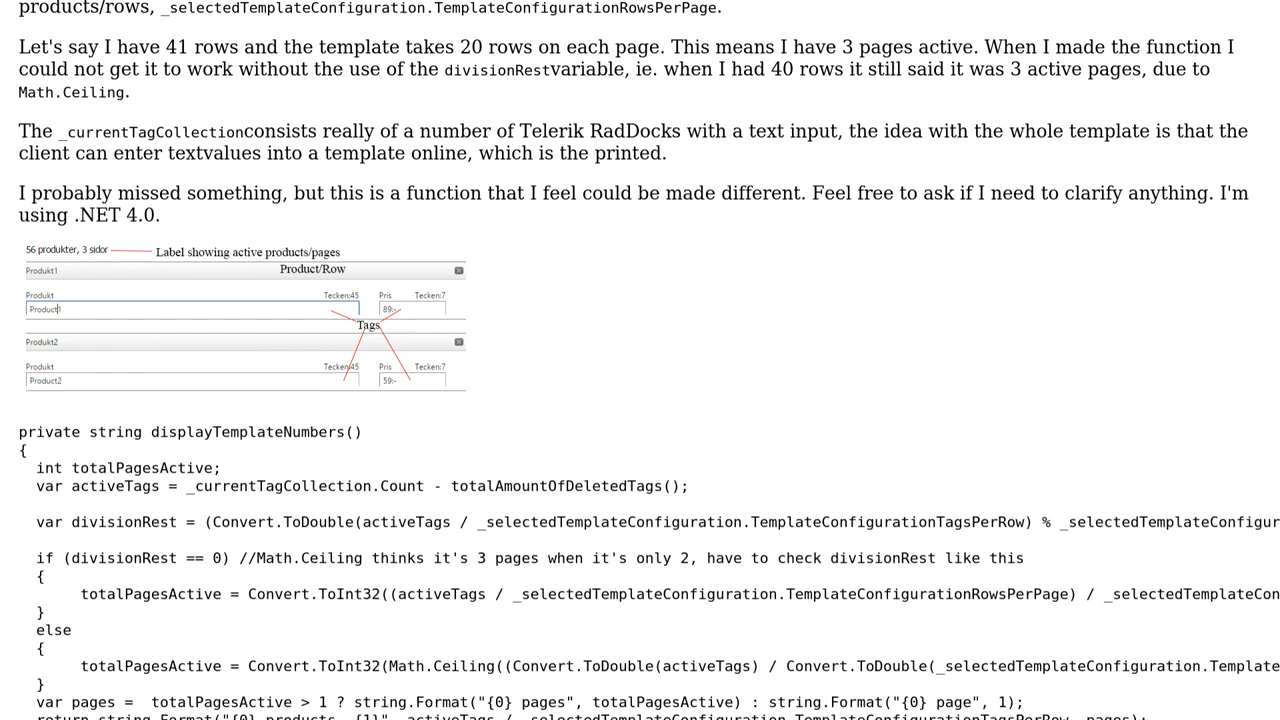 products/rows, _selectedTemplateConfiguration.TemplateConfigurationRowsPerPage.
Let's say I have 41 rows and the template takes 20 rows on each page. This means I have 3 pages active. When I made the function I
could not get it to work without the use of the divisionRestvariable, ie. when I had 40 rows it still said it was 3 active pages, due to
Math.Ceiling.
The _currentTagCollectionconsists really of a number of Telerik RadDocks with a text input, the idea with the whole template is that the
client can enter textvalues into a template online, which is the printed.
I probably missed something, but this is a function that I feel could be made different. Feel free to ask if I need to clarify anything. I'm
using .NET 4.0.
56 produkter, 3 sidor Label showing active products/pages
Produkt1 Product/Row
Produkt Tecken:45 Pris Tecken:7
Product1 89:-
Tags
Produkt2
Produkt Tecken:45 Pris Tecken:7
Product2 59:-
private string displayTemplateNumbers()
{
int totalPagesActive;
var activeTags = _currentTagCollection.Count - totalAmountOfDeletedTags();
var divisionRest = (Convert.ToDouble(activeTags / _selectedTemplateConfiguration.TemplateConfigurationTagsPerRow) % _selectedTemplateConfigur
if (divisionRest == 0) //Math.Ceiling thinks it's 3 pages when it's only 2, have to check divisionRest like this
{
totalPagesActive = Convert.ToInt32((activeTags / _selectedTemplateConfiguration.TemplateConfigurationRowsPerPage) / _selectedTemplateCon
}
else
{
totalPagesActive = Convert.ToInt32(Math.Ceiling((Convert.ToDouble(activeTags) / Convert.ToDouble(_selectedTemplateConfiguration.Template
}
var pages = totalPagesActive > 1 ? string.Format("{0} pages", totalPagesActive) : string.Format("{0} page", 1);
return string.Format("{0} products, {1}", activeTags / _selectedTemplateConfiguration.TemplateConfigurationTagsPerRow, pages);